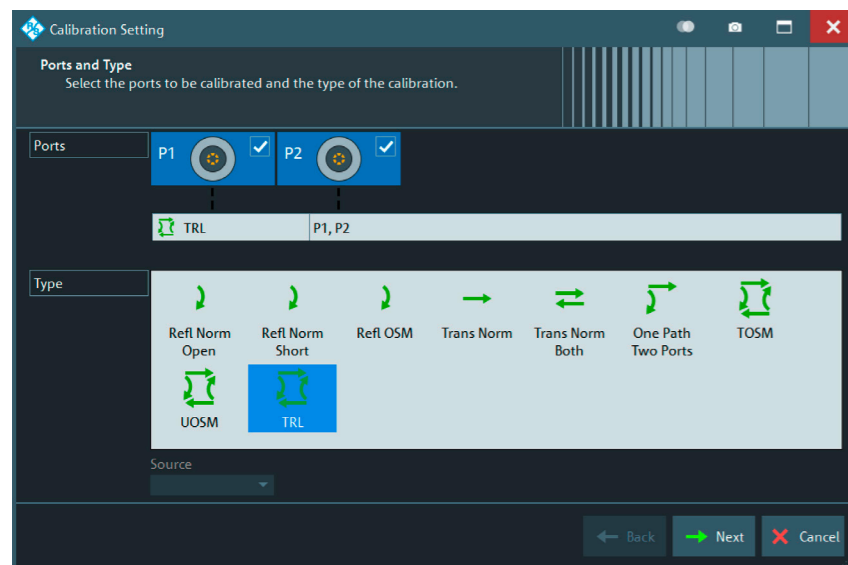 Calibration Setting
Ports and Type
Select the ports to be calibrated and the type of the calibration.
Ports
P1
P2
TRL
P1, P2
Type
Refl Norm
Open
Refl Norm
Short
Refl OSM
Trans Norm
Trans Norm
Both
One Path
Two Ports
TOSM
UOSM
TRL
Source
Back
Next
Cancel